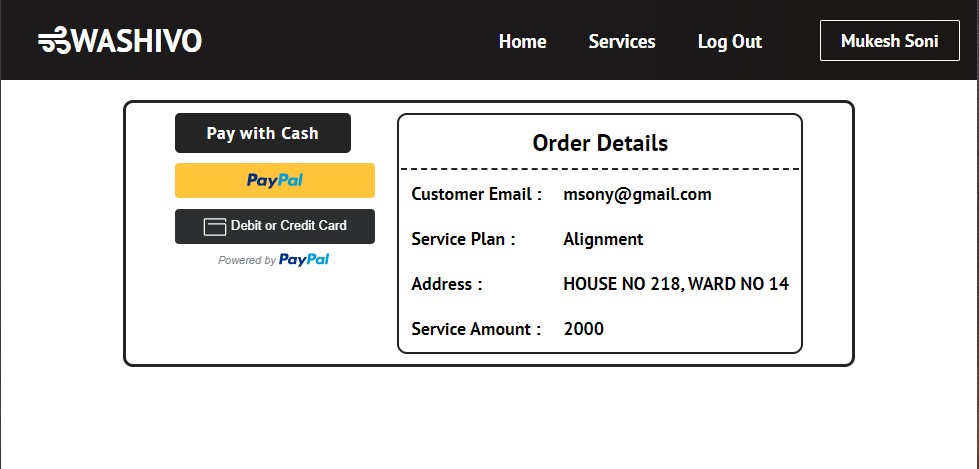 WASHIVO
Home Services Log Out Mukesh Soni
Pay with Cash
PayPal
Debit or Credit Card
Powered by PayPal
Order Details
Customer Email : msony@gmail.com
Service Plan : Alignment
Address : HOUSE NO 218, WARD NO 14
Service Amount : 2000